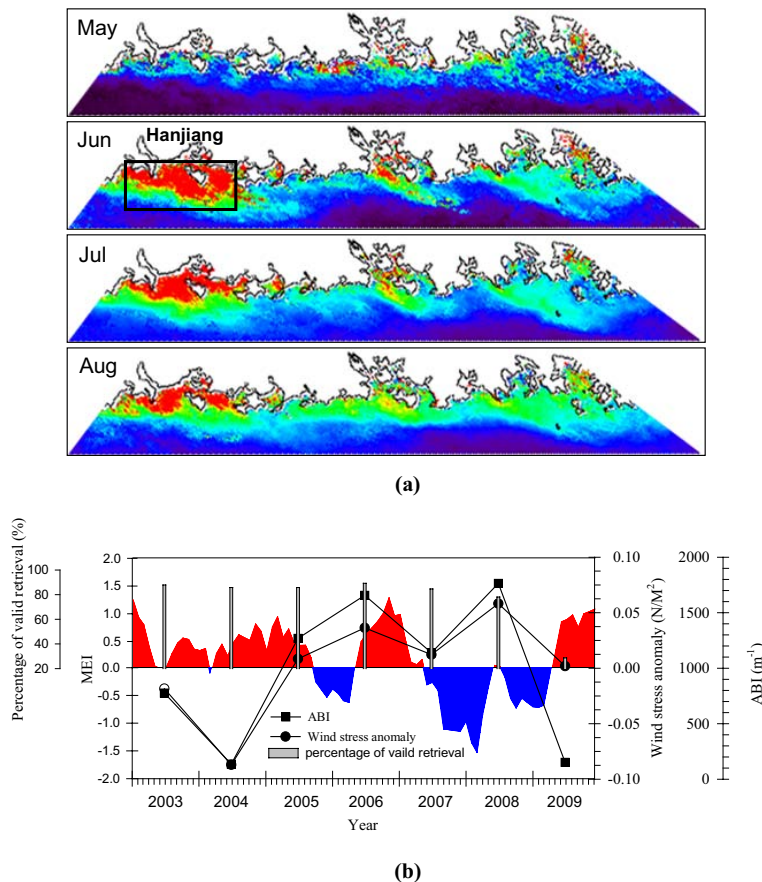 May
Jun
Hanjiang
Jul
Aug
(a)
Percentage of valid retrieval (%)
100
80
60
40
20
MEI
2.0
1.5
1.0
0.5
0.0
-0.5
-1.0
-1.5
-2.0
ABI
Wind stress anomaly
percentage of vaild retrieval
0.10
0.05
0.00
-0.05
-0.10
Wind stress anomaly (N/M²)
2000
1500
1000
500
0
ABI (m⁻¹)
2003 2004 2005 2006 2007 2008 2009
Year
(b)